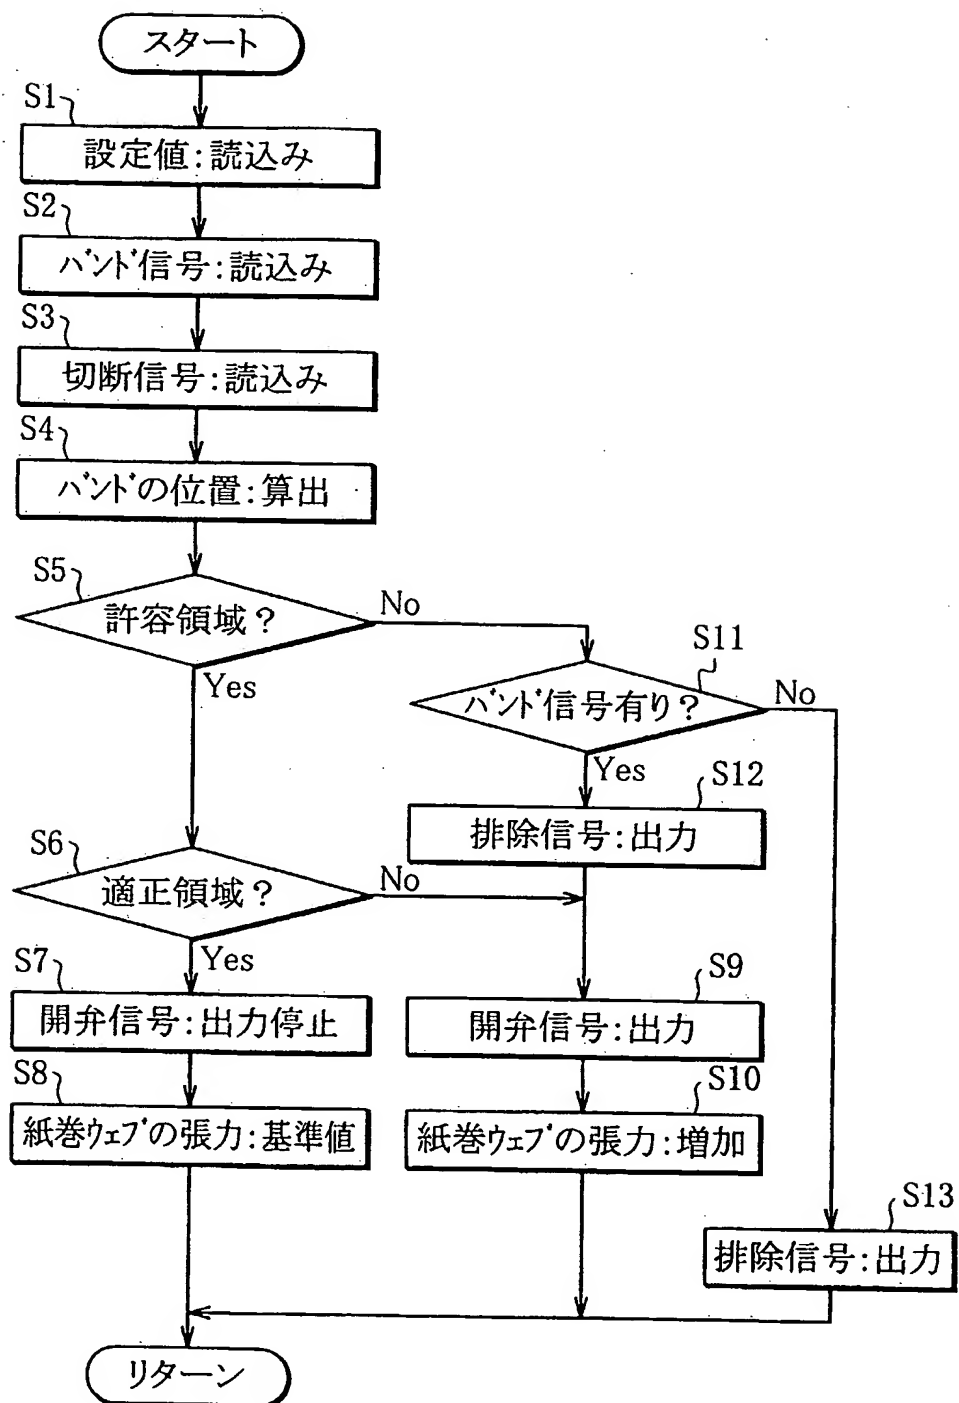 スタート
S1
設定値:読込み
S2
バンド信号:読込み
S3
切断信号:読込み
S4
バンドの位置:算出
S5
許容領域?
No
Yes
S11
バンド信号有り?
No
Yes
S12
排除信号:出力
S6
適正領域?
No
Yes
S7
開弁信号:出力停止
S9
開弁信号:出力
S8
紙巻ウェブの張力:基準値
S10
紙巻ウェブの張力:増加
S13
排除信号:出力
リターン